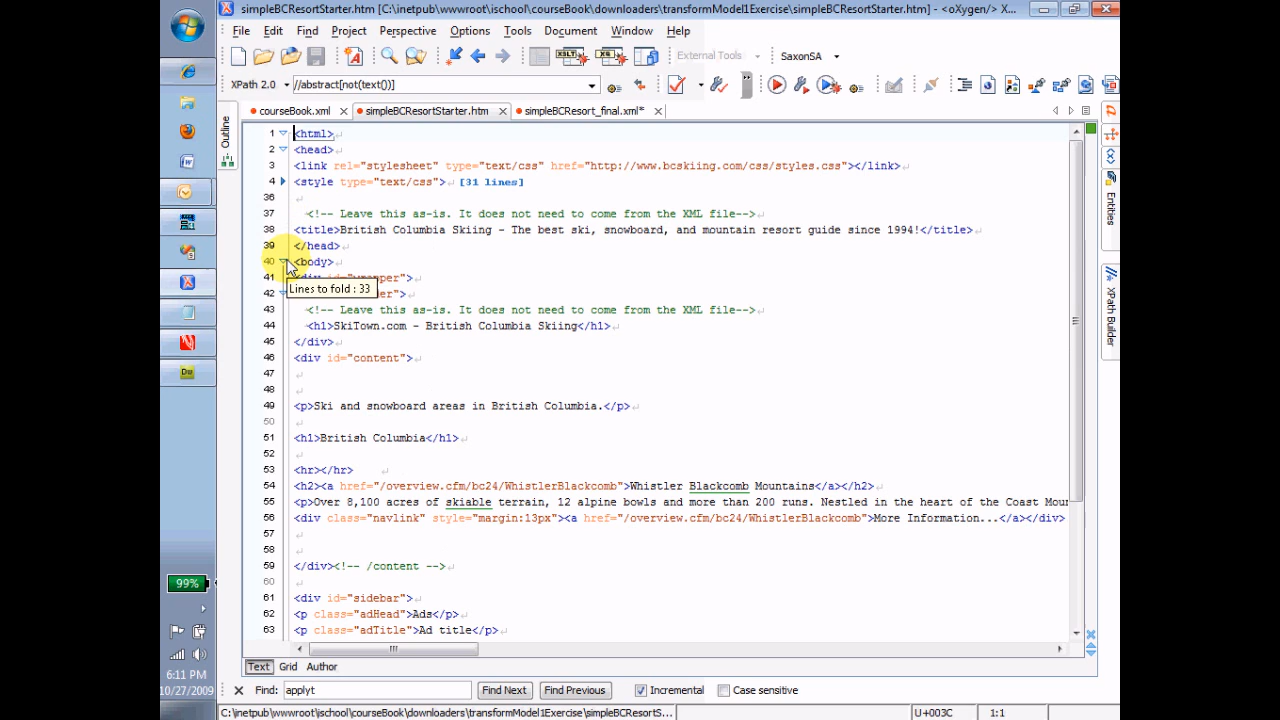 simpleBCResortStarter.htm [C:\inetpub\wwwroot\ischool\courseBook\downloaders\transformModel1Exercise\simpleBCResortStarter.htm] - <oXygen/> X...
File Edit Find Project Perspective Options Tools Document Window Help
External Tools SaxonSA
XPath 2.0 //abstract[not(text())]
courseBook.xml simpleBCResortStarter.htm simpleBCResort_final.xml*
Outline
Entities
XPath Builder
1 <html>
2 <head>
3 <link rel="stylesheet" type="text/css" href="http://www.bcskiing.com/css/styles.css"></link>
4 <style type="text/css"> [31 lines]
36
37 <!-- Leave this as-is. It does not need to come from the XML file-->
38 <title>British Columbia Skiing - The best ski, snowboard, and mountain resort guide since 1994!</title>
39 </head>
40 <body>
41 <div id="wrapper">
Lines to fold : 33
42 er">
43 <!-- Leave this as-is. It does not need to come from the XML file-->
44 <h1>SkiTown.com - British Columbia Skiing</h1>
45 </div>
46 <div id="content">
47
48
49 <p>Ski and snowboard areas in British Columbia.</p>
50
51 <h1>British Columbia</h1>
52
53 <hr></hr>
54 <h2><a href="/overview.cfm/bc24/WhistlerBlackcomb">Whistler Blackcomb Mountains</a></h2>
55 <p>Over 8,100 acres of skiable terrain, 12 alpine bowls and more than 200 runs. Nestled in the heart of the Coast Mou
56 <div class="navlink" style="margin:13px"><a href="/overview.cfm/bc24/WhistlerBlackcomb">More Information...</a></div>
57
58
59 </div><!-- /content -->
60
61 <div id="sidebar">
62 <p class="adHead">Ads</p>
63 <p class="adTitle">Ad title</p>
Text Grid Author
Find: applyt Find Next Find Previous Incremental Case sensitive
C:\inetpub\wwwroot\ischool\courseBook\downloaders\transformModel1Exercise\simpleBCResortS... U+003C 1:1
Dw
99%
6:11 PM
10/27/2009